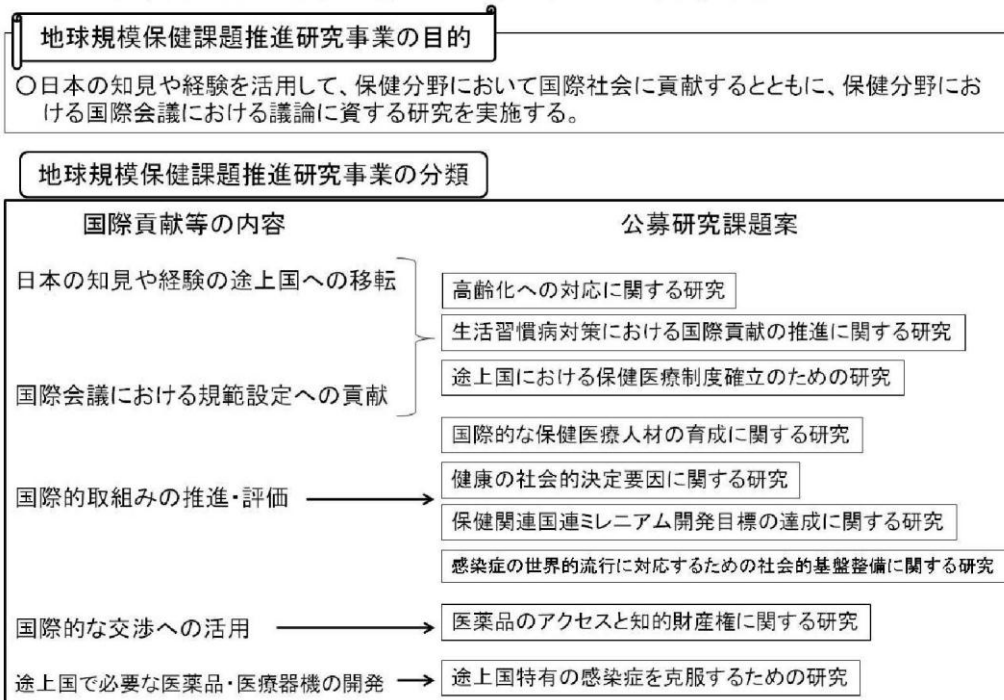 地球規模保健課題推進研究事業の目的
○日本の知見や経験を活用して、保健分野において国際社会に貢献するとともに、保健分野にお
ける国際会議における議論に資する研究を実施する。
地球規模保健課題推進研究事業の分類
国際貢献等の内容
公募研究課題案
日本の知見や経験の途上国への移転
国際会議における規範設定への貢献
高齢化への対応に関する研究
生活習慣病対策における国際貢献の推進に関する研究
途上国における保健医療制度確立のための研究
国際的な保健医療人材の育成に関する研究
国際的取組みの推進・評価
健康の社会的決定要因に関する研究
保健関連国連ミレニアム開発目標の達成に関する研究
感染症の世界的流行に対応するための社会的基盤整備に関する研究
国際的な交渉への活用
医薬品のアクセスと知的財産権に関する研究
途上国で必要な医薬品・医療器機の開発
途上国特有の感染症を克服するための研究